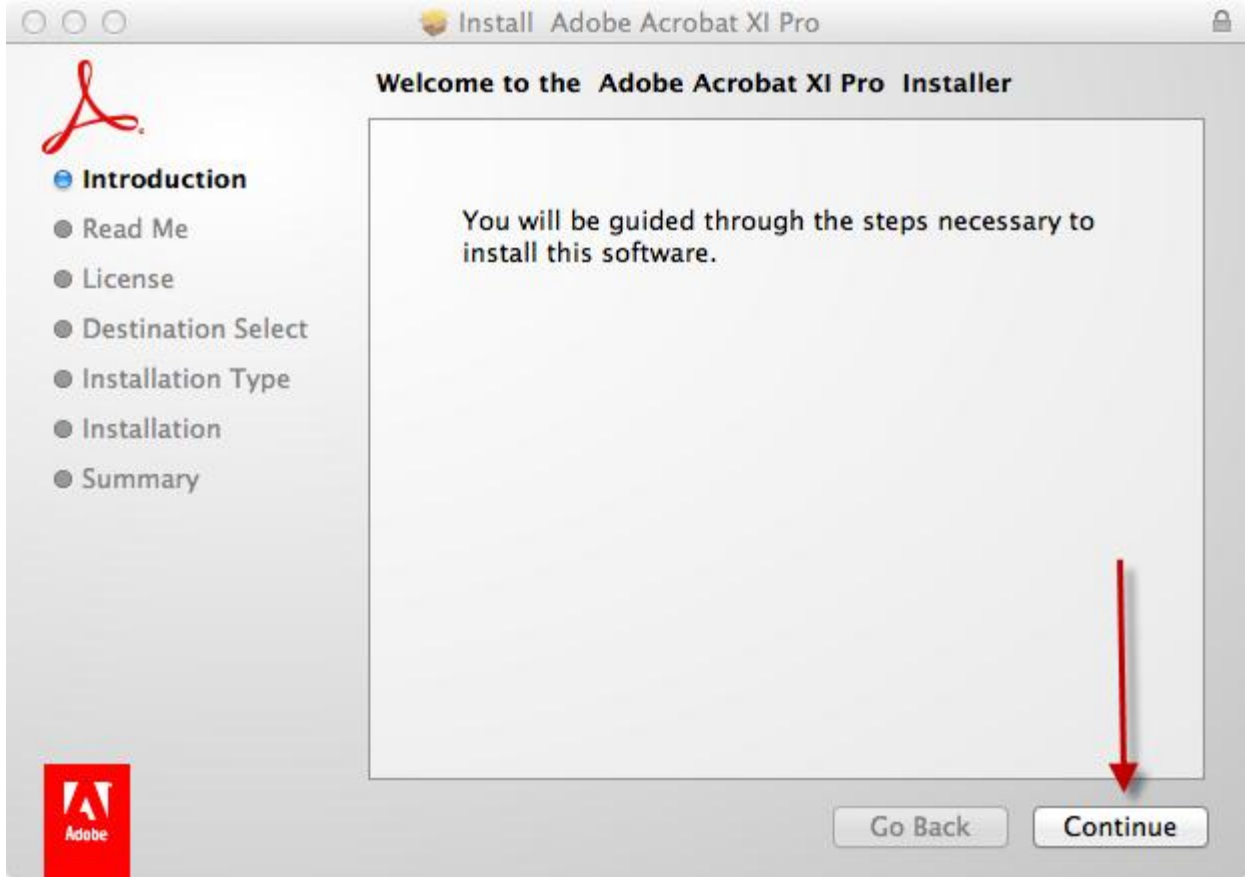 Install Adobe Acrobat XI Pro
Welcome to the Adobe Acrobat XI Pro Installer
Introduction
Read Me
License
Destination Select
Installation Type
Installation
Summary
You will be guided through the steps necessary to
install this software.
Adobe
Go Back
Continue